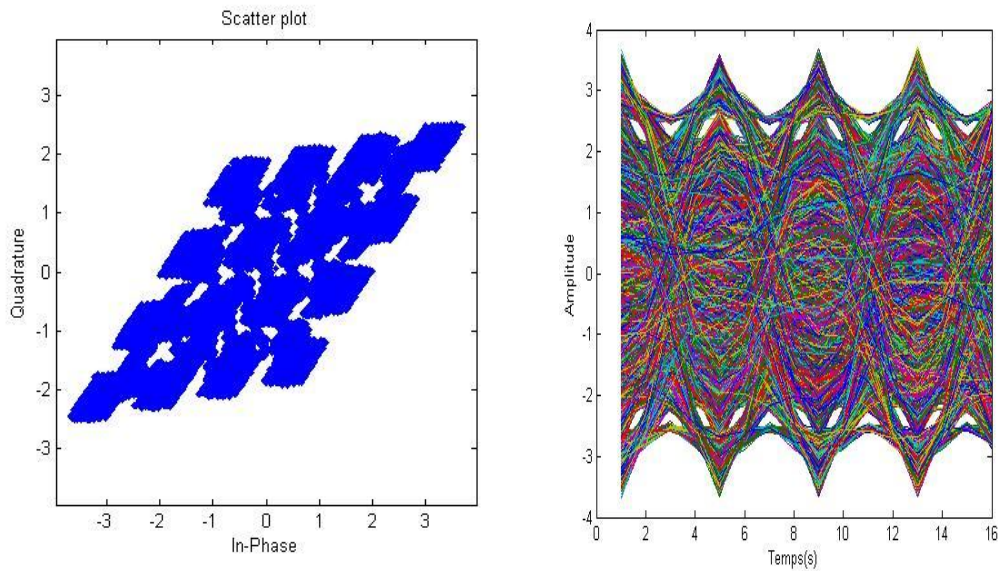 Scatter plot
Quadrature
3
2
1
0
-1
-2
-3
-3 -2 -1 0 1 2 3
In-Phase
Amplitude
4
3
2
1
0
-1
-2
-3
-4
0 2 4 6 8 10 12 14 16
Temps(s)